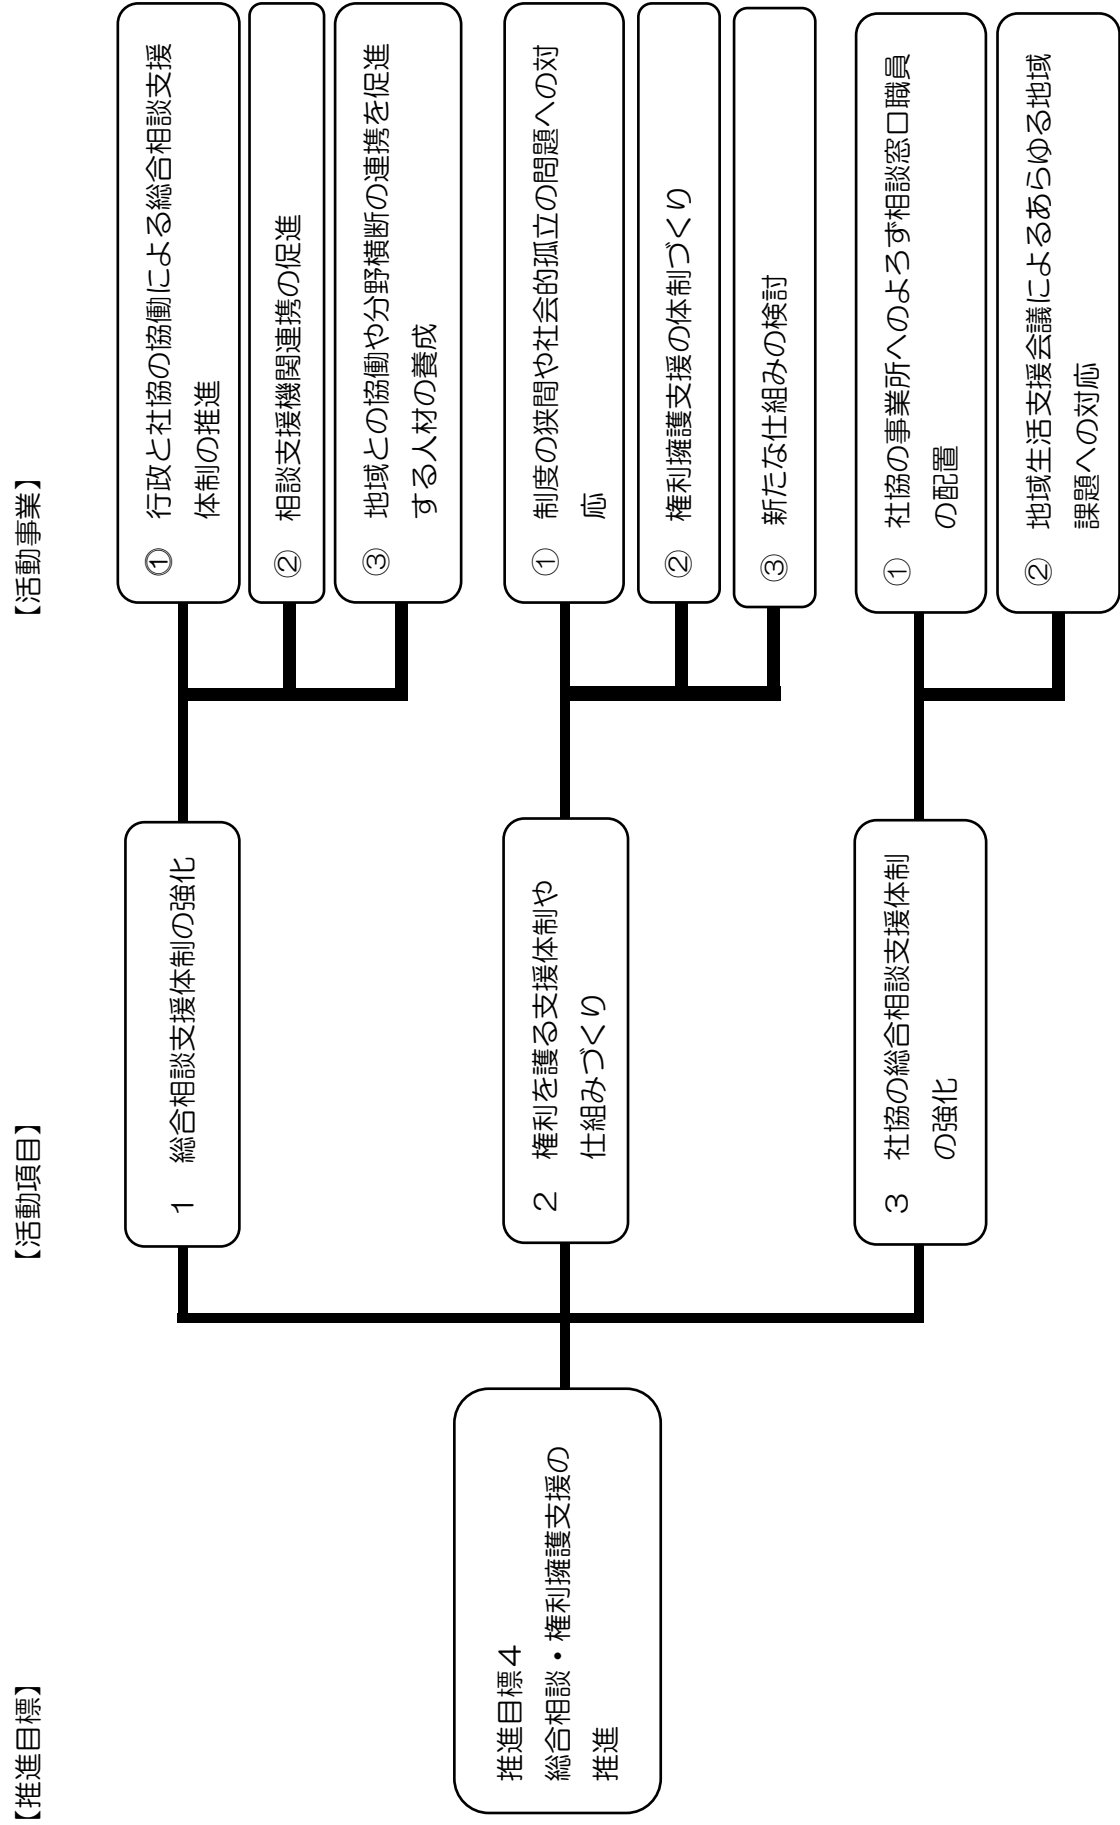 【推進目標】
【活動項目】
【活動事業】
推進目標４
総合相談・権利擁護支援の
推進
１　総合相談支援体制の強化
①　行政と社協の協働による総合相談支援
体制の推進
②　相談支援機関連携の促進
③　地域との協働や分野横断の連携を促進
する人材の養成
２　権利を護る支援体制や
仕組みづくり
①　制度の狭間や社会的孤立の問題への対
応
②　権利擁護支援の体制づくり
③　新たな仕組みの検討
３　社協の総合相談支援体制
の強化
①　社協の事業所へのよろず相談窓口職員
の配置
②　地域生活支援会議によるあらゆる地域
課題への対応